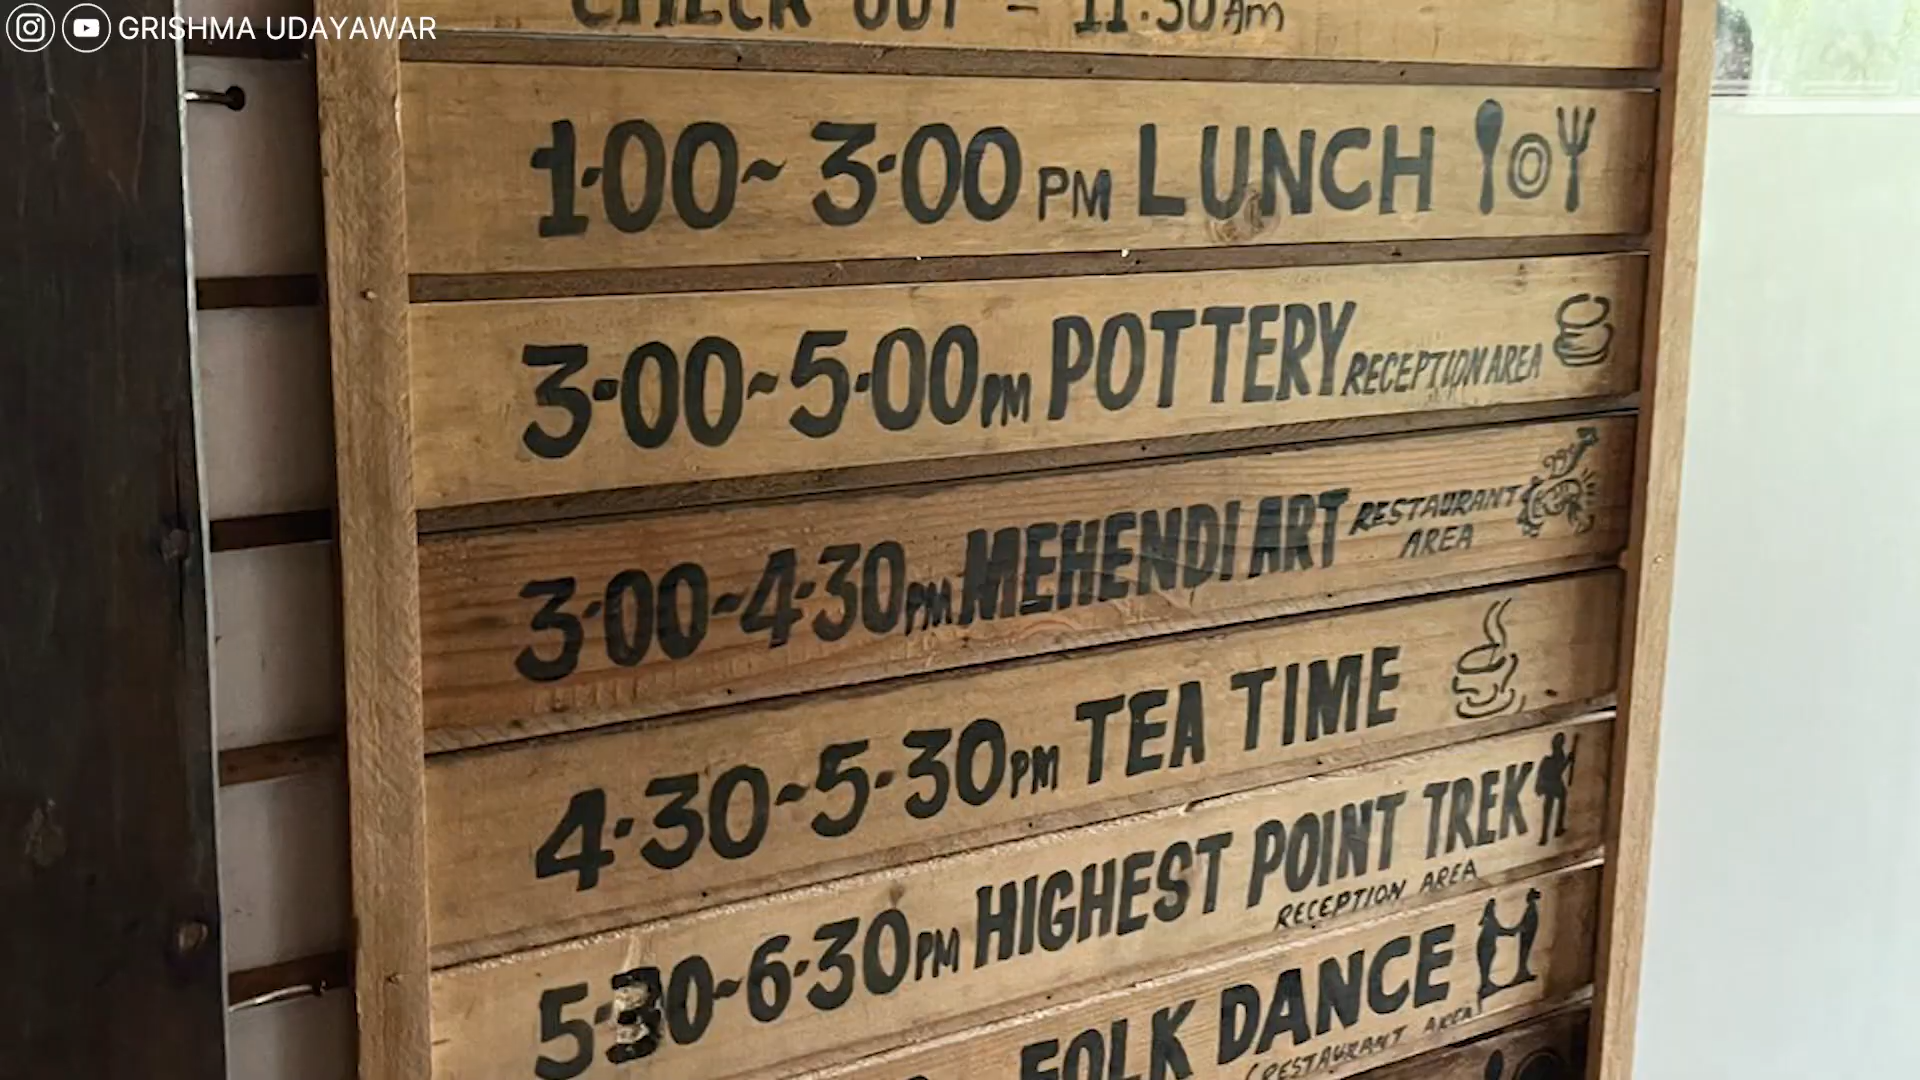 GRISHMA UDAYAWAR
CHECK OUT - 11·30 Am
1·00~3·00 PM LUNCH
3·00~5·00 PM POTTERY RECEPTION AREA
3·00~4·30 PM MEHENDI ART RESTAURANT AREA
4·30~5·30 PM TEA TIME
5·30~6·30 PM HIGHEST POINT TREK
RECEPTION AREA
FOLK DANCE
(RESTAURANT AREA